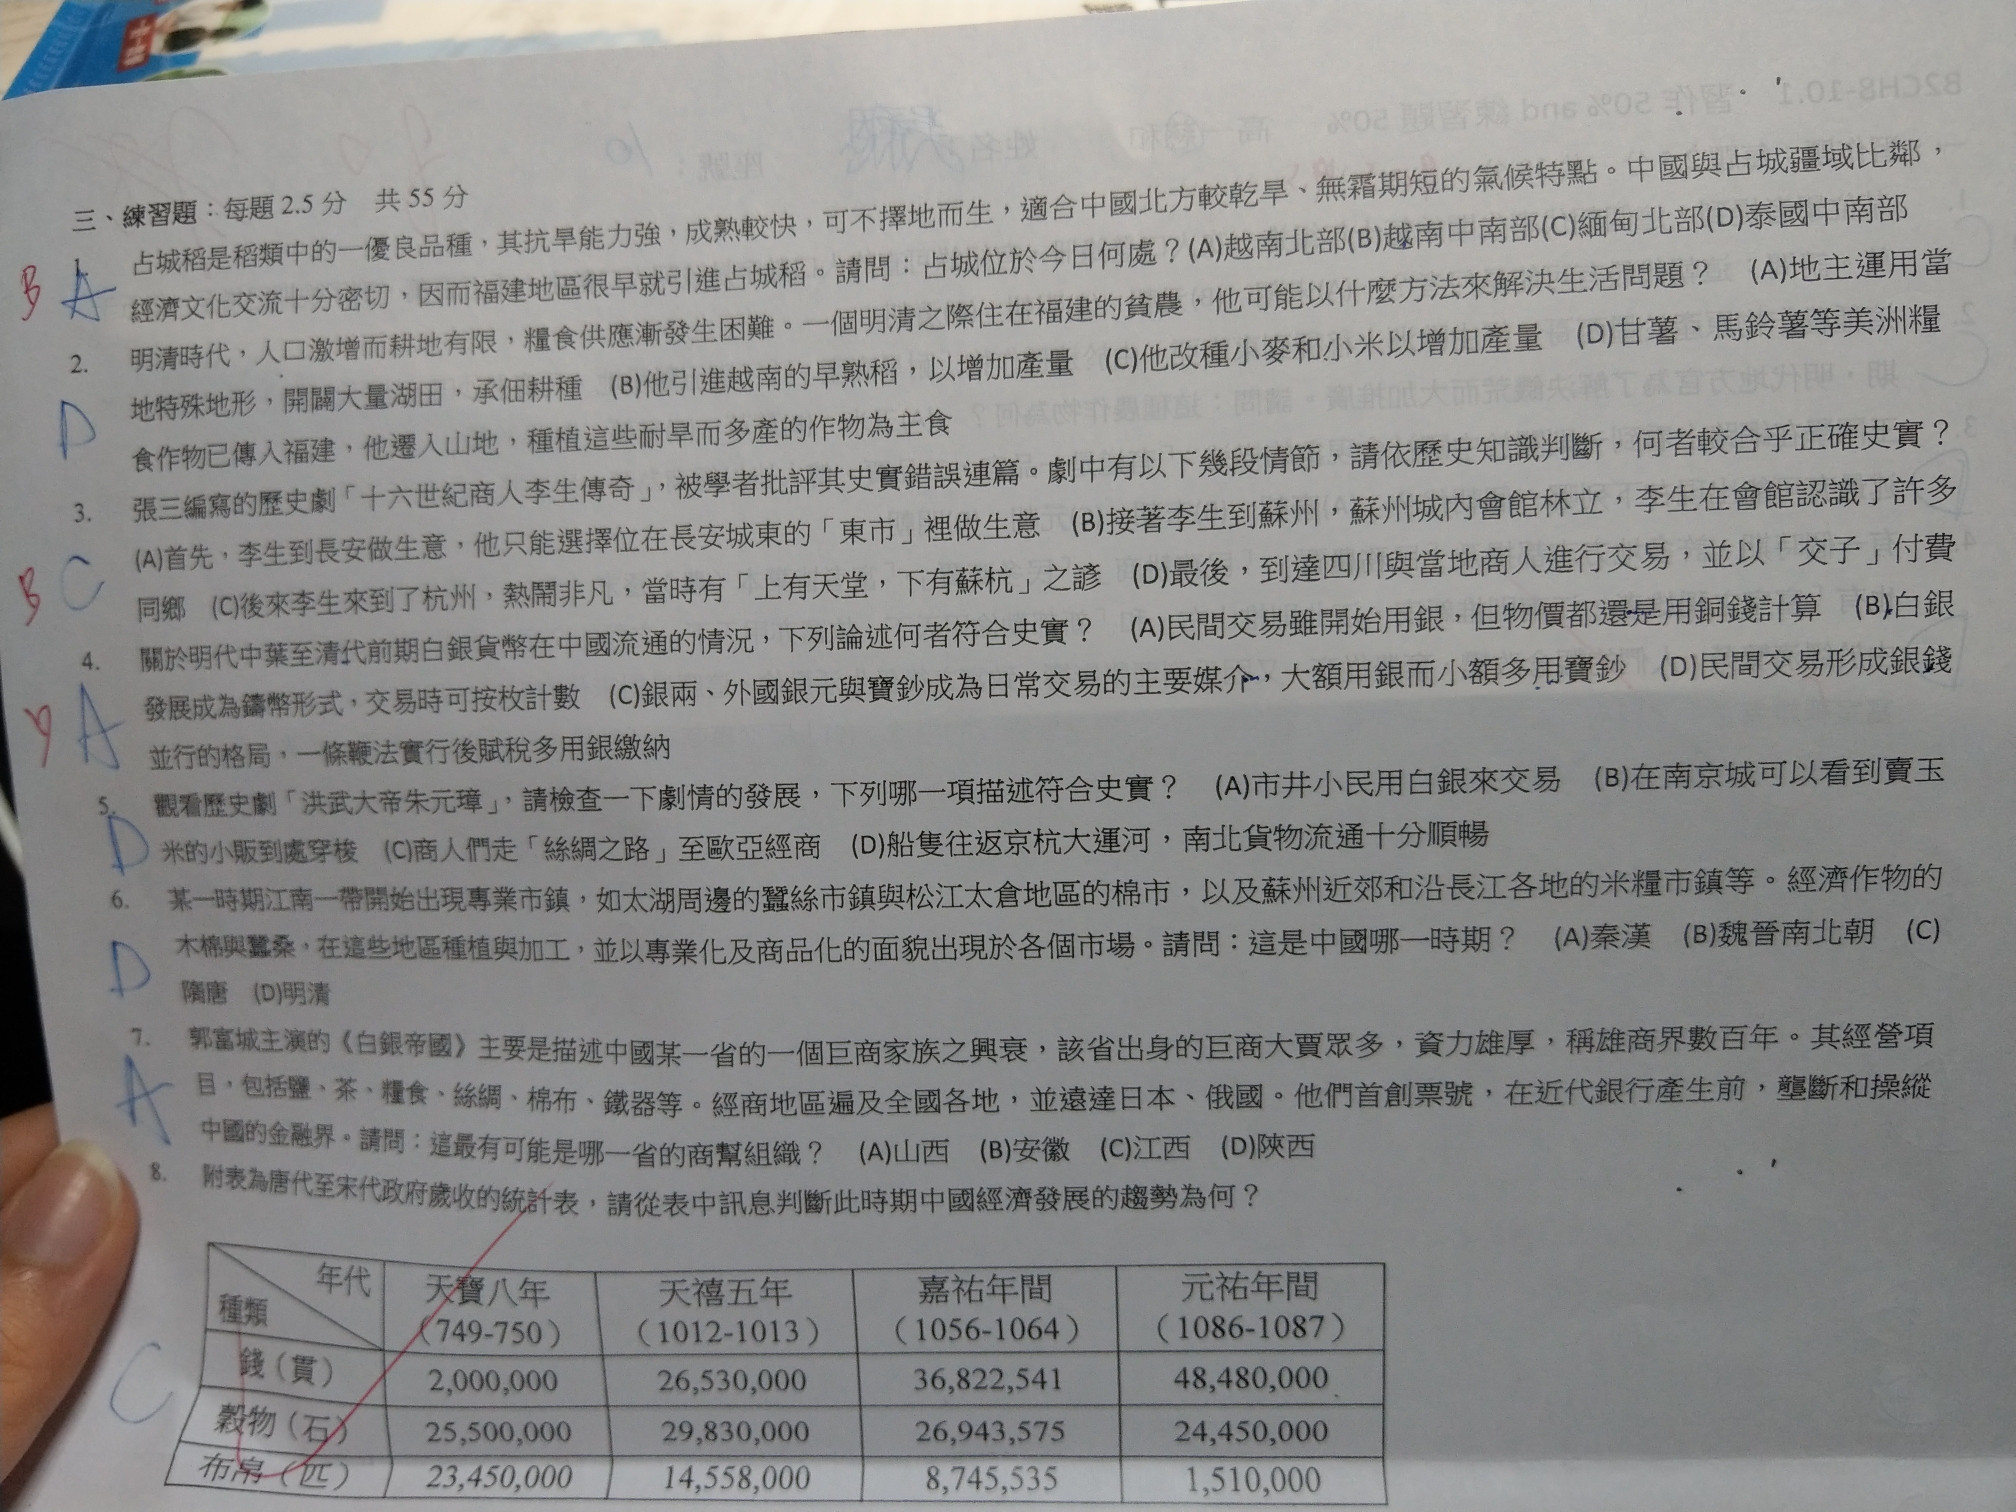 三、練習題：每題 2.5 分　共 55 分
占城稻是稻類中的一優良品種，其抗旱能力強，成熟較快，可不擇地而生，適合中國北方較乾旱、無霜期短的氣候特點。中國與占城疆域比鄰，
B A 經濟文化交流十分密切，因而福建地區很早就引進占城稻。請問：占城位於今日何處？(A)越南北部(B)越南中南部(C)緬甸北部(D)泰國中南部
2. 明清時代，人口激增而耕地有限，糧食供應漸發生困難。一個明清之際住在福建的貧農，他可能以什麼方法來解決生活問題？ (A)地主運用當
地特殊地形，開闢大量湖田，承佃耕種 (B)他引進越南的早熟稻，以增加產量 (C)他改種小麥和小米以增加產量 (D)甘薯、馬鈴薯等美洲糧
D 食作物已傳入福建，他遷入山地，種植這些耐旱而多產的作物為主食
3. 張三編寫的歷史劇「十六世紀商人李生傳奇」，被學者批評其史實錯誤連篇。劇中有以下幾段情節，請依歷史知識判斷，何者較合乎正確史實？
(A)首先，李生到長安做生意，他只能選擇位在長安城東的「東市」裡做生意 (B)接著李生到蘇州，蘇州城內會館林立，李生在會館認識了許多
B C 同鄉 (C)後來李生來到了杭州，熱鬧非凡，當時有「上有天堂，下有蘇杭」之諺 (D)最後，到達四川與當地商人進行交易，並以「交子」付費
4. 關於明代中葉至清代前期白銀貨幣在中國流通的情況，下列論述何者符合史實？ (A)民間交易雖開始用銀，但物價都還是用銅錢計算 (B)白銀
A 發展成為鑄幣形式，交易時可按枚計數 (C)銀兩、外國銀元與寶鈔成為日常交易的主要媒介，大額用銀而小額多用寶鈔 (D)民間交易形成銀錢
並行的格局，一條鞭法實行後賦稅多用銀繳納
5. 觀看歷史劇「洪武大帝朱元璋」，請檢查一下劇情的發展，下列哪一項描述符合史實？ (A)市井小民用白銀來交易 (B)在南京城可以看到賣玉
D 米的小販到處穿梭 (C)商人們走「絲綢之路」至歐亞經商 (D)船隻往返京杭大運河，南北貨物流通十分順暢
6. 某一時期江南一帶開始出現專業市鎮，如太湖周邊的蠶絲市鎮與松江太倉地區的棉市，以及蘇州近郊和沿長江各地的米糧市鎮等。經濟作物的
D 木棉與蠶桑，在這些地區種植與加工，並以專業化及商品化的面貌出現於各個市場。請問：這是中國哪一時期？ (A)秦漢 (B)魏晉南北朝 (C)
隋唐 (D)明清
7. 郭富城主演的《白銀帝國》主要是描述中國某一省的一個巨商家族之興衰，該省出身的巨商大賈眾多，資力雄厚，稱雄商界數百年。其經營項
A 目，包括鹽、茶、糧食、絲綢、棉布、鐵器等。經商地區遍及全國各地，並遠達日本、俄國。他們首創票號，在近代銀行產生前，壟斷和操縱
中國的金融界。請問：這最有可能是哪一省的商幫組織？ (A)山西 (B)安徽 (C)江西 (D)陝西
8. 附表為唐代至宋代政府歲收的統計表，請從表中訊息判斷此時期中國經濟發展的趨勢為何？
年代 種類 天寶八年 天禧五年 嘉祐年間 元祐年間
（749-750） （1012-1013） （1056-1064） （1086-1087）
C 錢（貫） 2,000,000 26,530,000 36,822,541 48,480,000
穀物（石） 25,500,000 29,830,000 26,943,575 24,450,000
布帛（匹） 23,450,000 14,558,000 8,745,535 1,510,000